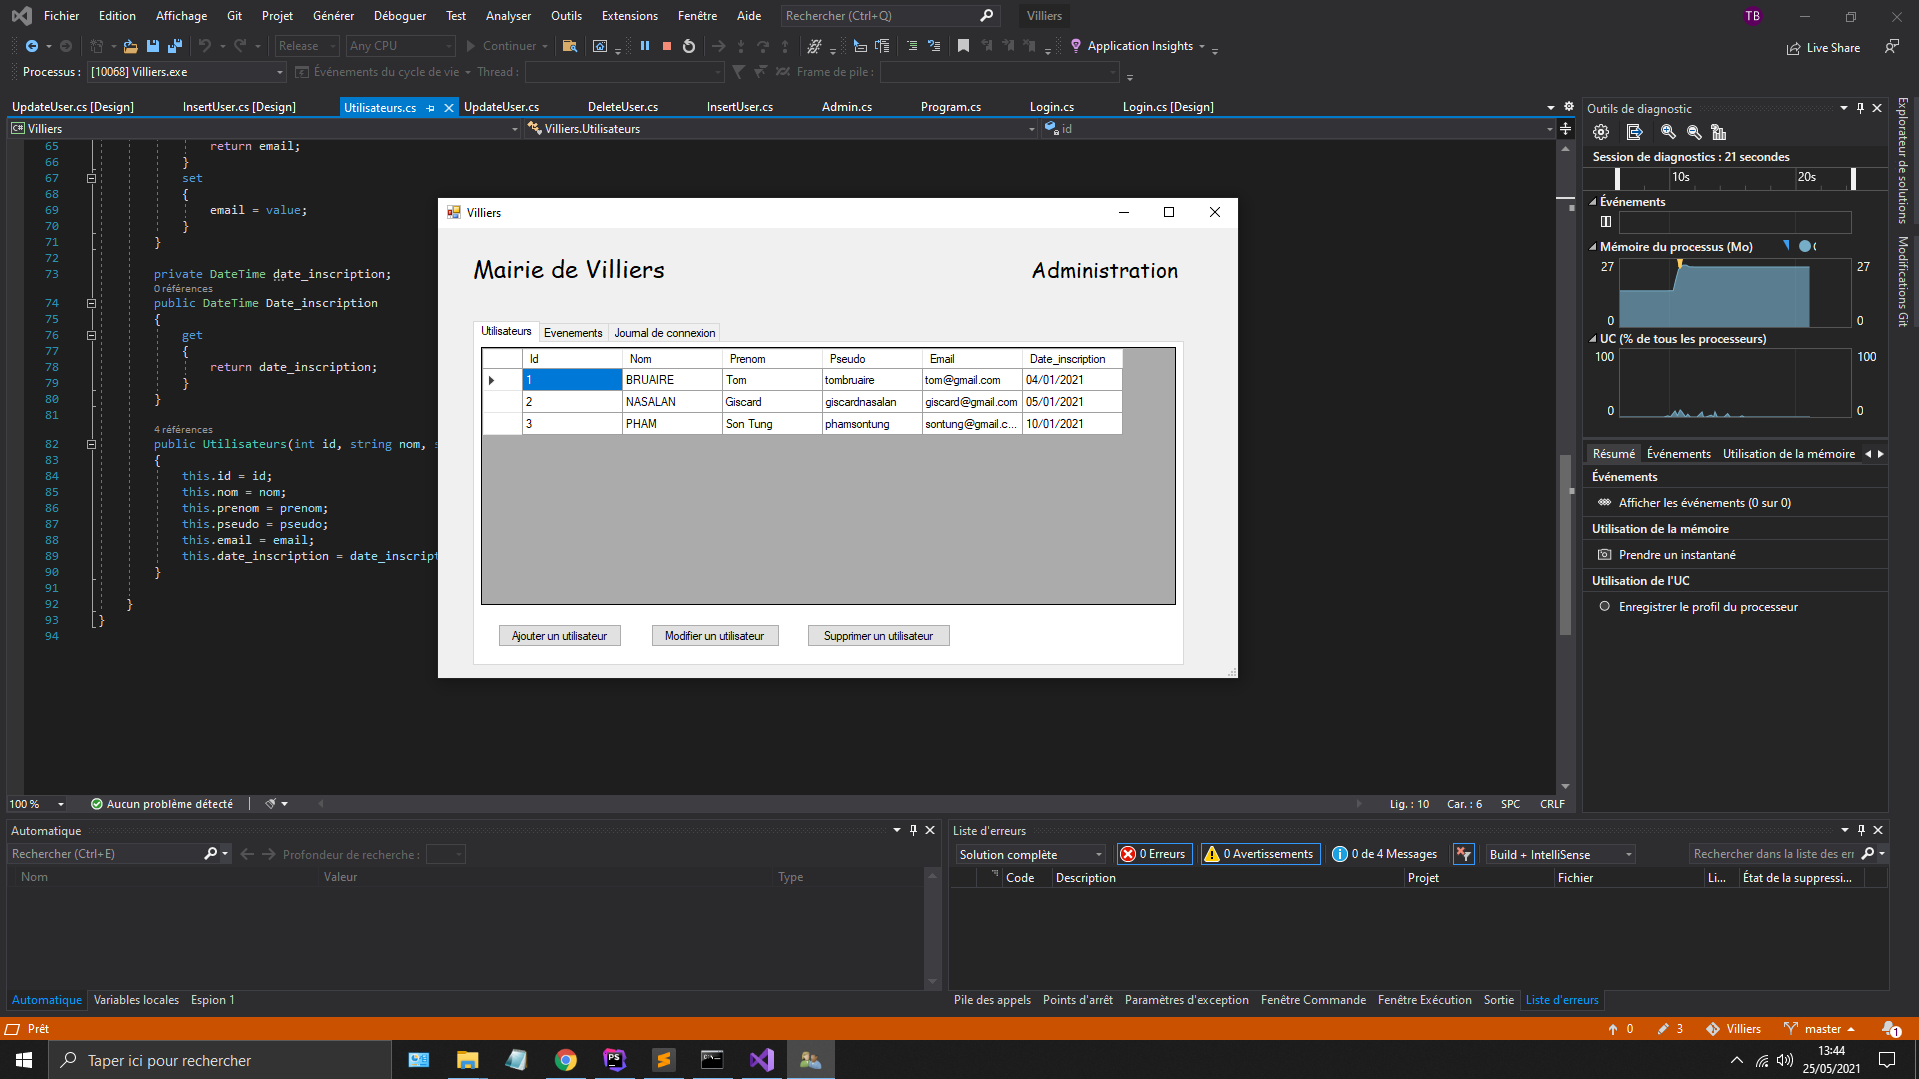 Fichier Edition Affichage Git Projet Générer Déboguer Test Analyser Outils Extensions Fenêtre Aide Rechercher (Ctrl+Q) Villiers TB
Release Any CPU Continuer Application Insights Live Share
Processus : [10068] Villiers.exe Événements du cycle de vie Thread : Frame de pile :
UpdateUser.cs [Design] InsertUser.cs [Design] Utilisateurs.cs UpdateUser.cs DeleteUser.cs InsertUser.cs Admin.cs Program.cs Login.cs Login.cs [Design]
C# Villiers Villiers.Utilisateurs id
65 return email;
66 }
67 set
68 {
69 email = value;
70 }
71 }
72
73 private DateTime date_inscription;
0 références
74 public DateTime Date_inscription
75 {
76 get
77 {
78 return date_inscription;
79 }
80 }
81
4 références
82 public Utilisateurs(int id, string nom, s
83 {
84 this.id = id;
85 this.nom = nom;
86 this.prenom = prenom;
87 this.pseudo = pseudo;
88 this.email = email;
89 this.date_inscription = date_inscript
90 }
91
92 }
93 }
94
Villiers
Mairie de Villiers Administration
Utilisateurs Evenements Journal de connexion
Id Nom Prenom Pseudo Email Date_inscription
1 BRUAIRE Tom tombruaire tom@gmail.com 04/01/2021
2 NASALAN Giscard giscardnasalan giscard@gmail.com 05/01/2021
3 PHAM Son Tung phamsontung sontung@gmail.c... 10/01/2021
Ajouter un utilisateur Modifier un utilisateur Supprimer un utilisateur
Outils de diagnostic
Session de diagnostics : 21 secondes
10s 20s
Événements
Mémoire du processus (Mo)
27 27
0 0
UC (% de tous les processeurs)
100 100
0 0
Résumé Événements Utilisation de la mémoire
Événements
Afficher les événements (0 sur 0)
Utilisation de la mémoire
Prendre un instantané
Utilisation de l'UC
Enregistrer le profil du processeur
Explorateur de solutions
Modifications Git
100 % Aucun problème détecté Lig. : 10 Car. : 6 SPC CRLF
Automatique
Rechercher (Ctrl+E) Profondeur de recherche :
Nom Valeur Type
Automatique Variables locales Espion 1
Liste d'erreurs
Solution complète 0 Erreurs 0 Avertissements 0 de 4 Messages Build + IntelliSense Rechercher dans la liste des err
Code Description Projet Fichier Li... État de la suppressi...
Pile des appels Points d'arrêt Paramètres d'exception Fenêtre Commande Fenêtre Exécution Sortie Liste d'erreurs
Prêt 0 3 Villiers master 1
Taper ici pour rechercher PS 13:44
25/05/2021